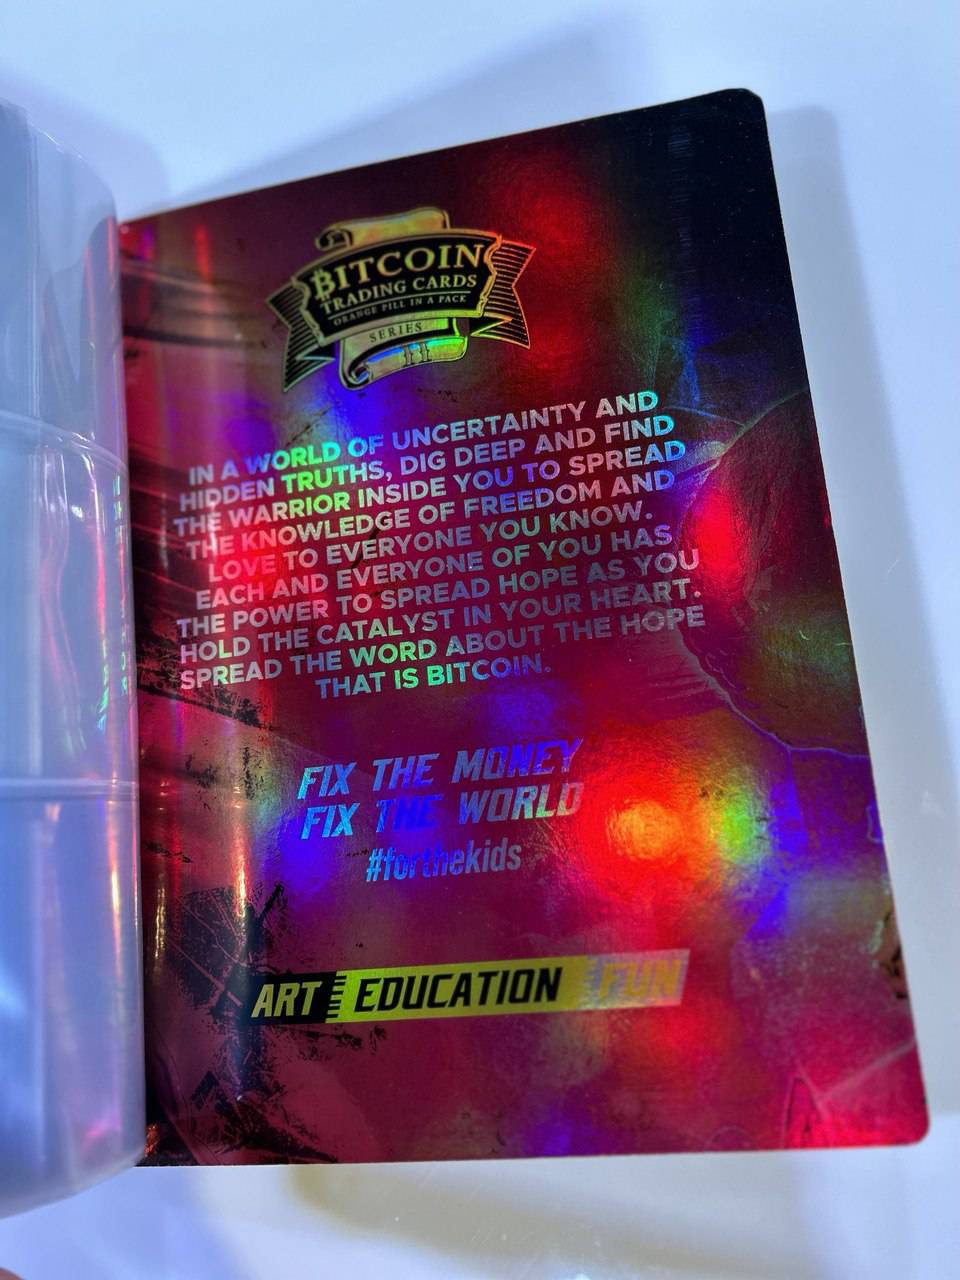 ₿ITCOIN
TRADING CARDS
ORANGE PILL IN A PACK
SERIES
II
IN A WORLD OF UNCERTAINTY AND
HIDDEN TRUTHS, DIG DEEP AND FIND
THE WARRIOR INSIDE YOU TO SPREAD
THE KNOWLEDGE OF FREEDOM AND
LOVE TO EVERYONE YOU KNOW.
EACH AND EVERYONE OF YOU HAS
THE POWER TO SPREAD HOPE AS YOU
HOLD THE CATALYST IN YOUR HEART.
SPREAD THE WORD ABOUT THE HOPE
THAT IS BITCOIN.
FIX THE MONEY
FIX THE WORLD
#forthekids
ART EDUCATION FUN